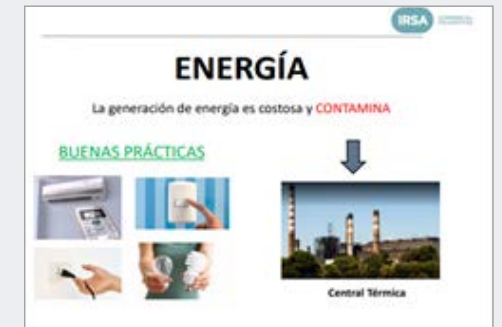 IRSA
ENERGÍA
La generación de energía es costosa y CONTAMINA
BUENAS PRÁCTICAS
Central Térmica